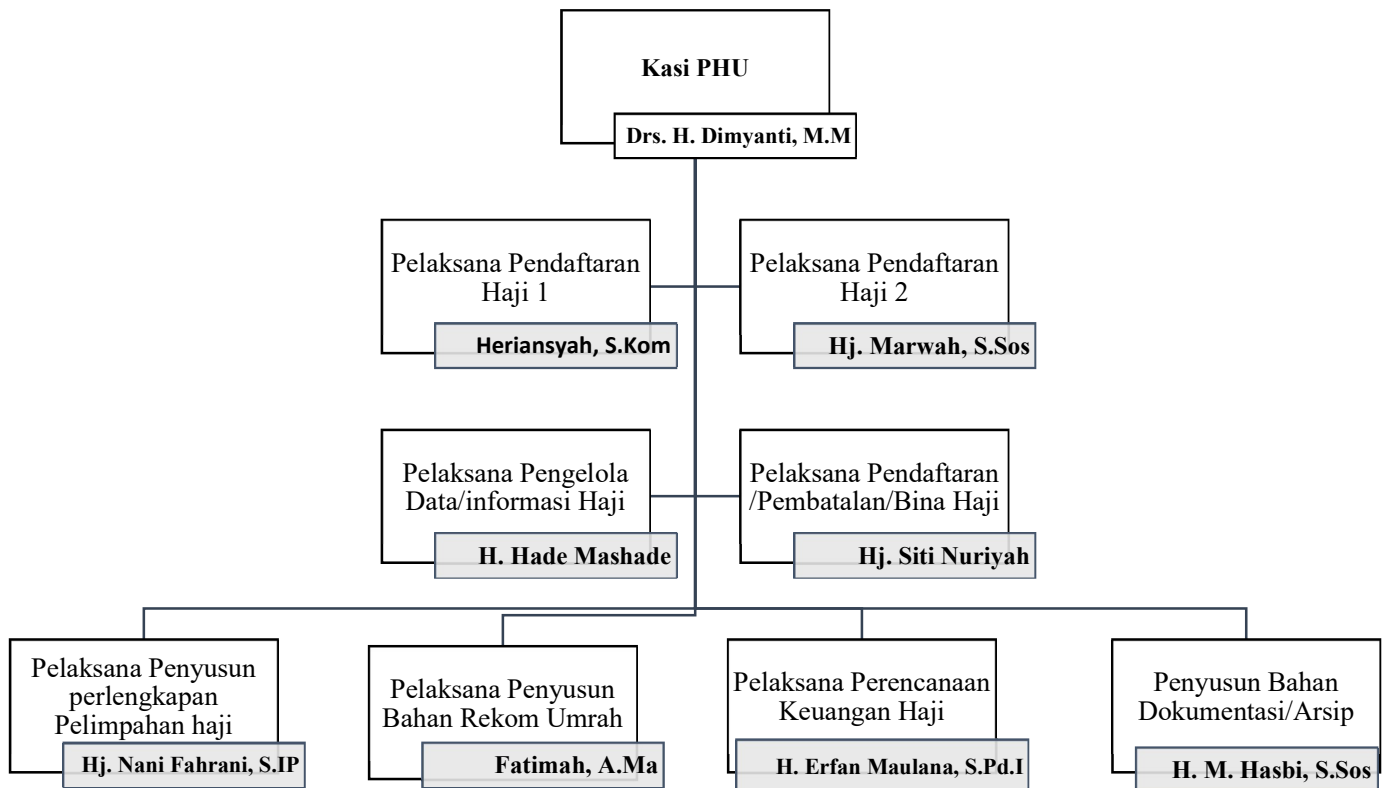 Kasi PHU
Drs. H. Dimyanti, M.M
Pelaksana Pendaftaran
Haji 1
Heriansyah, S.Kom
Pelaksana Pendaftaran
Haji 2
Hj. Marwah, S.Sos
Pelaksana Pengelola
Data/informasi Haji
H. Hade Mashade
Pelaksana Pendaftaran
/Pembatalan/Bina Haji
Hj. Siti Nuriyah
Pelaksana Penyusun
perlengkapan
Pelimpahan haji
Hj. Nani Fahrani, S.IP
Pelaksana Penyusun
Bahan Rekom Umrah
Fatimah, A.Ma
Pelaksana Perencanaan
Keuangan Haji
H. Erfan Maulana, S.Pd.I
Penyusun Bahan
Dokumentasi/Arsip
H. M. Hasbi, S.Sos